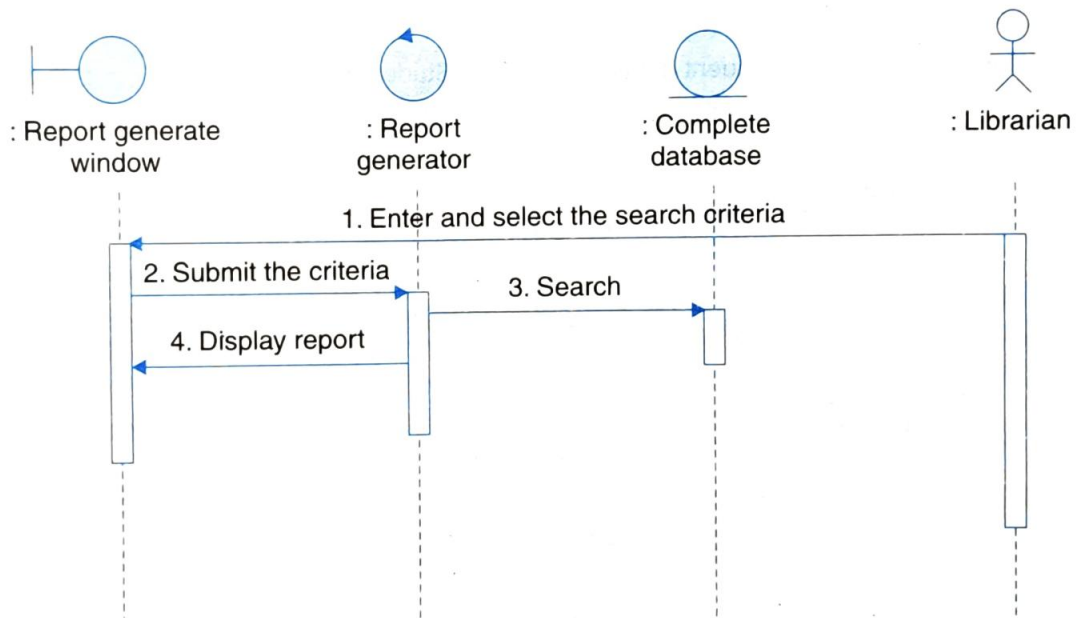 : Report generate
window
: Report
generator
: Complete
database
: Librarian
1. Enter and select the search criteria
2. Submit the criteria
3. Search
4. Display report